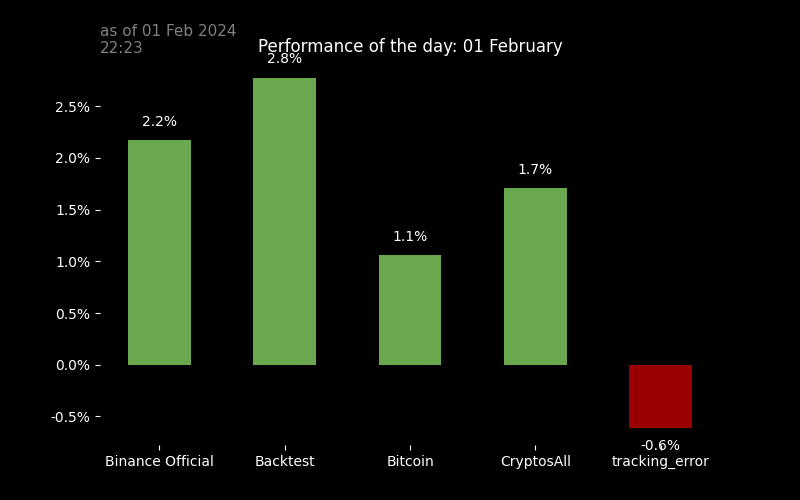 as of 01 Feb 2024
22:23
Performance of the day: 01 February
2.8%
2.5%
2.2%
2.0%
1.7%
1.5%
1.1%
1.0%
0.5%
0.0%
-0.5%
-0.6%
Binance Official
Backtest
Bitcoin
CryptosAll
tracking_error